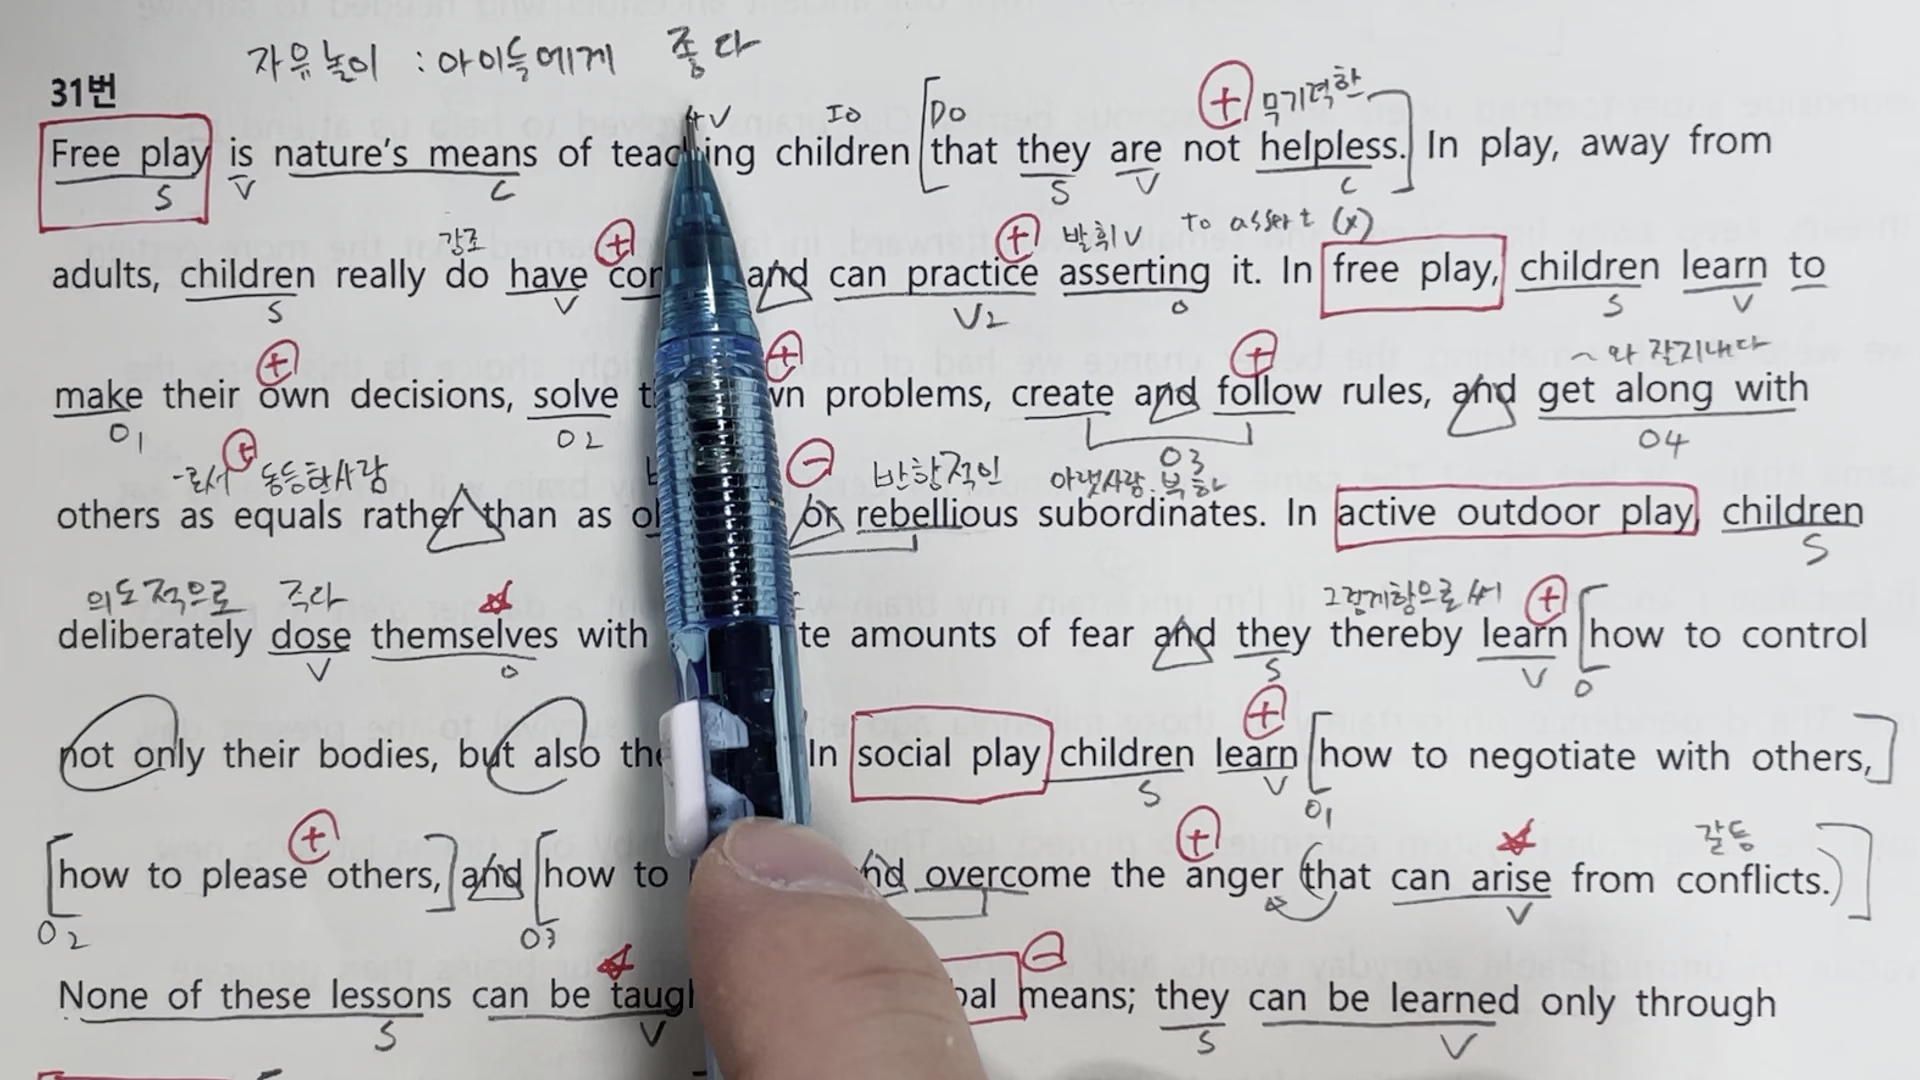 자유놀이 : 아이들에게 좋다
31번
4V IO [DO + 무기력한]
Free play is nature's means of teaching children that they are not helpless. In play, away from
S V C S V C
강조 + + 발휘V to assert (x)
adults, children really do have con and can practice asserting it. In free play, children learn to
S V V2 O S V
+ + + ~와 잘지내다
make their own decisions, solve wn problems, create and follow rules, and get along with
O1 O2 O3 O4
-로서 + 동등한사람 - 반항적인 아랫사람. 부하
others as equals rather than as or rebellious subordinates. In active outdoor play, children
S
의도적으로 주다 그렇게함으로써 +
deliberately dose themselves with te amounts of fear and they thereby learn [how to control
V O S V O
+
not only their bodies, but also In social play children learn [how to negotiate with others,]
S V O1
+ + 갈등
[how to please others,] and [how to nd overcome the anger (that can arise from conflicts.)]
O2 O3 V
-
None of these lessons can be taugh bal means; they can be learned only through
S V S V